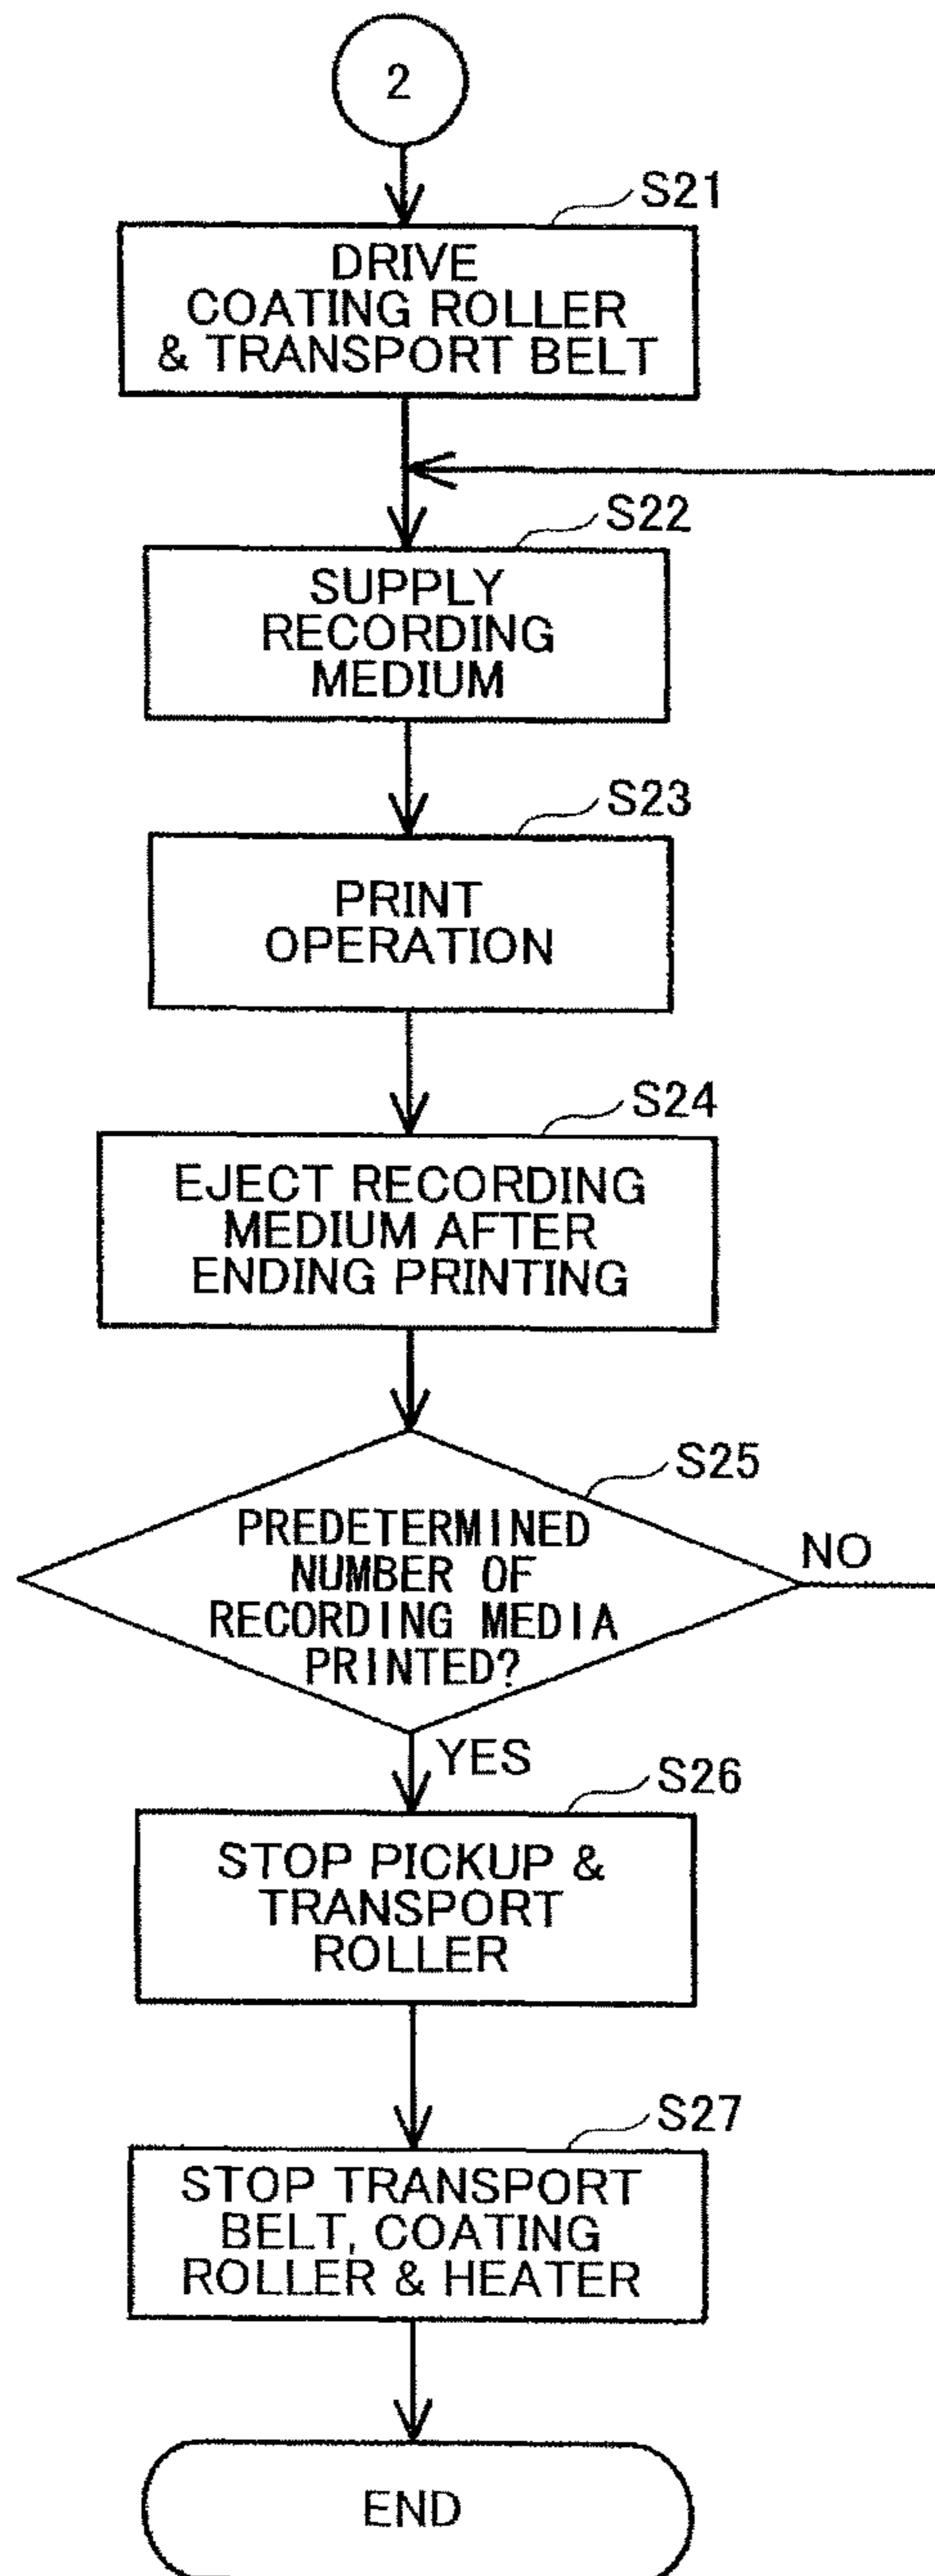 2
S21
DRIVE
COATING ROLLER
& TRANSPORT BELT
S22
SUPPLY
RECORDING
MEDIUM
S23
PRINT
OPERATION
S24
EJECT RECORDING
MEDIUM AFTER
ENDING PRINTING
S25
PREDETERMINED
NUMBER OF
RECORDING MEDIA
PRINTED?
NO
YES
S26
STOP PICKUP &
TRANSPORT
ROLLER
S27
STOP TRANSPORT
BELT, COATING
ROLLER & HEATER
END